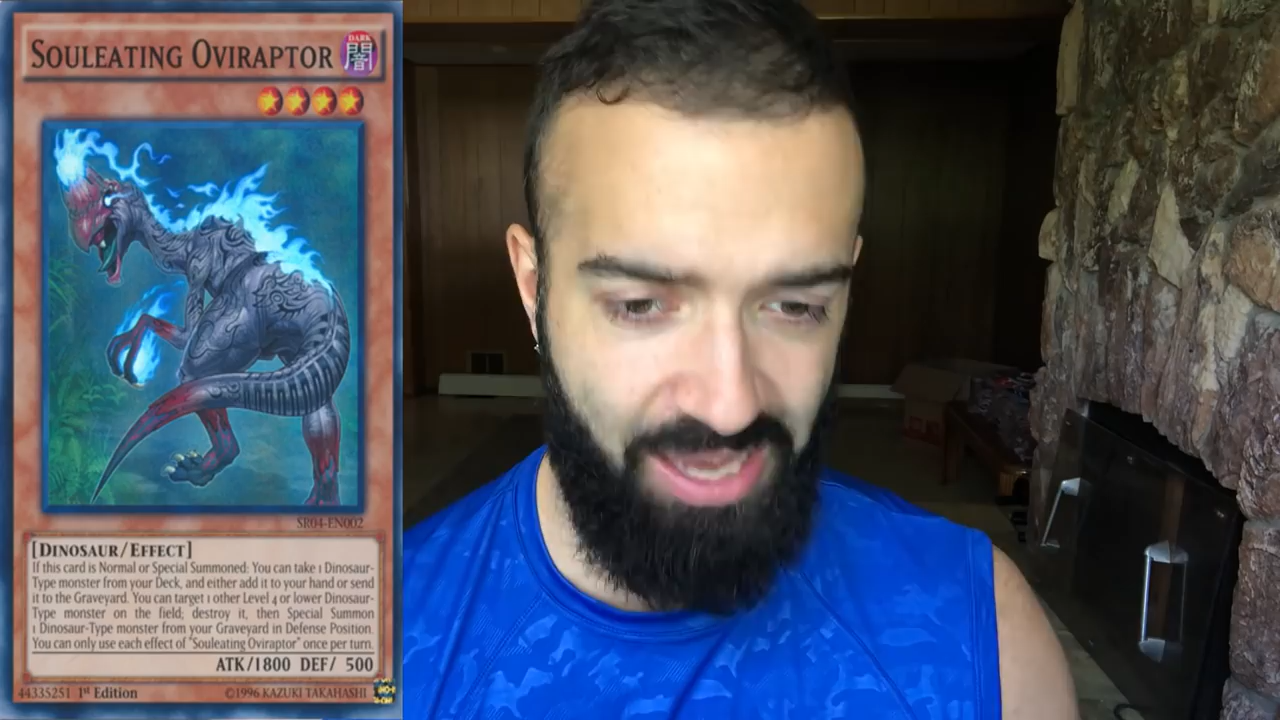 SOULEATING OVIRAPTOR
DARK
闇
SR04-EN002
[DINOSAUR/EFFECT]
If this card is Normal or Special Summoned: You can take 1 Dinosaur-
Type monster from your Deck, and either add it to your hand or send
it to the Graveyard. You can target 1 other Level 4 or lower Dinosaur-
Type monster on the field; destroy it, then Special Summon
1 Dinosaur-Type monster from your Graveyard in Defense Position.
You can only use each effect of "Souleating Oviraptor" once per turn.
ATK/1800 DEF/ 500
44335251 1st Edition ©1996 KAZUKI TAKAHASHI